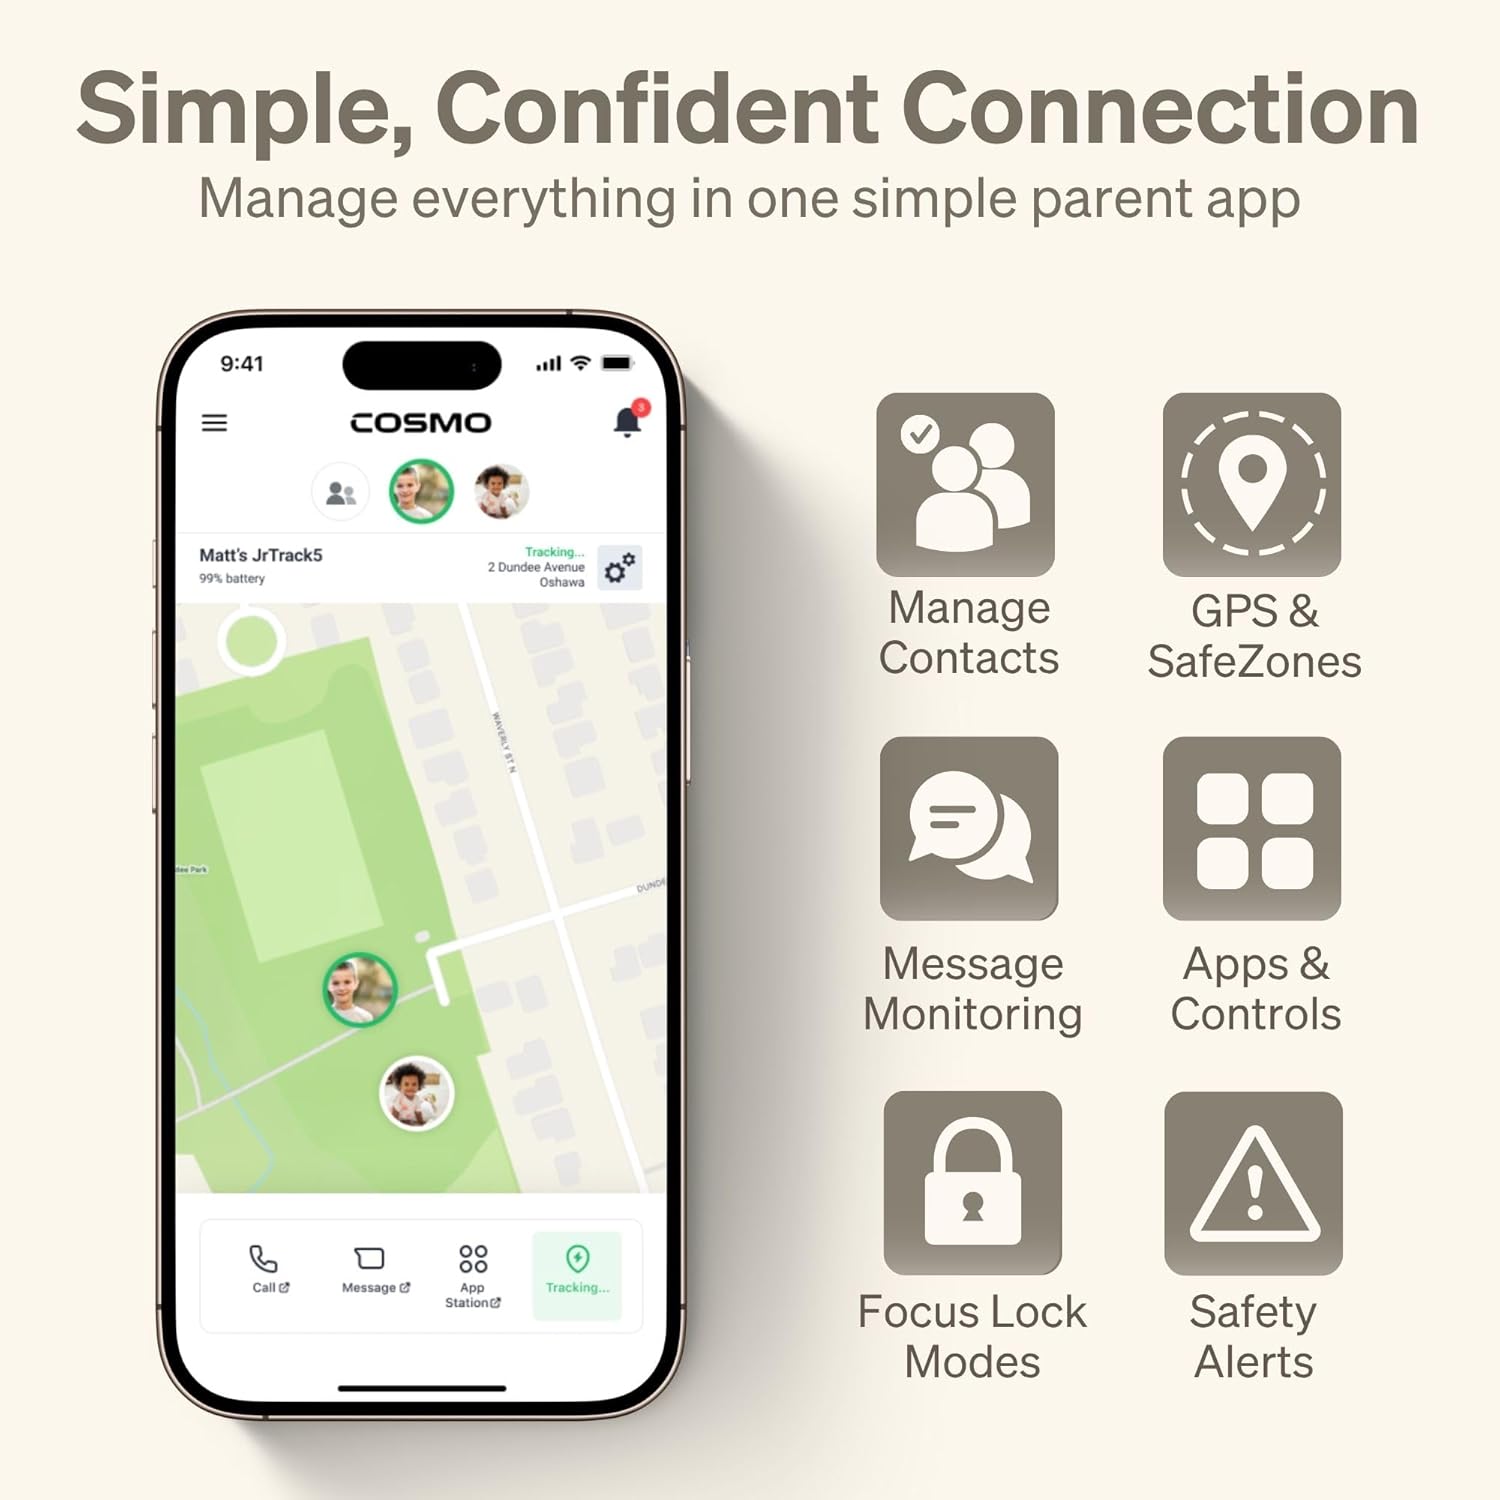 Simple, Confident Connection
Manage everything in one simple parent app
9:41
COSMO
3
Matt's JrTrack5
99% battery
Tracking...
2 Dundee Avenue
Oshawa
WAVERLY ST N
Park
Call
Message
App
Station
Tracking...
Manage
Contacts
GPS &
SafeZones
Message
Monitoring
Apps &
Controls
Focus Lock
Modes
Safety
Alerts